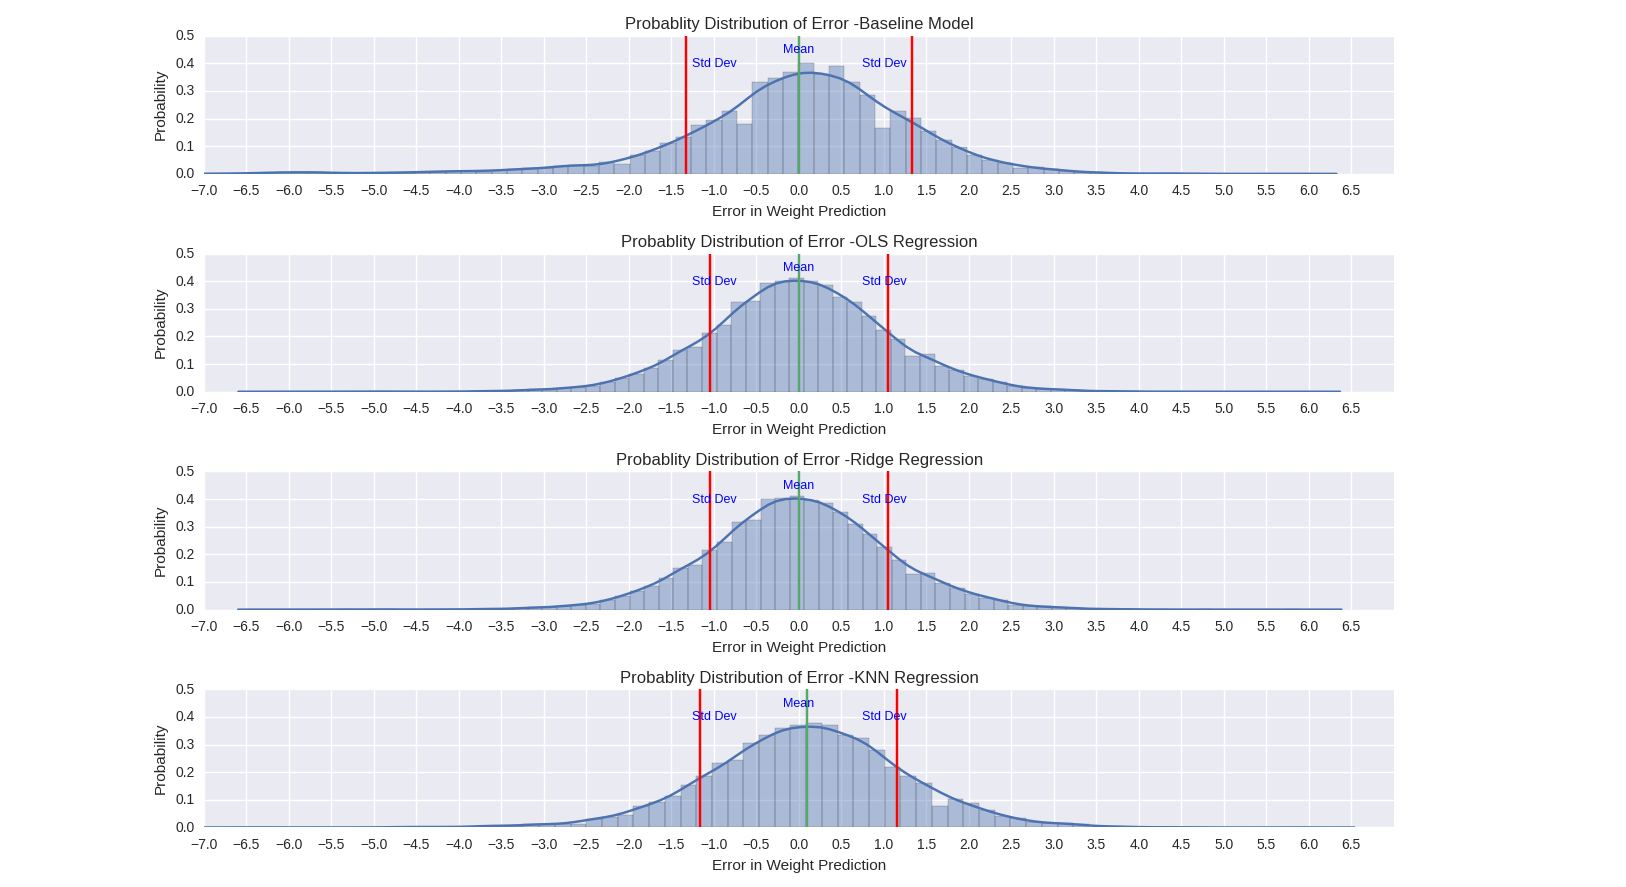 Probablity Distribution of Error -Baseline Model
0.5
0.4
0.3
0.2
0.1
0.0
Probability
Mean
Std Dev Std Dev
−7.0 −6.5 −6.0 −5.5 −5.0 −4.5 −4.0 −3.5 −3.0 −2.5 −2.0 −1.5 −1.0 −0.5 0.0 0.5 1.0 1.5 2.0 2.5 3.0 3.5 4.0 4.5 5.0 5.5 6.0 6.5
Error in Weight Prediction
Probablity Distribution of Error -OLS Regression
0.5
0.4
0.3
0.2
0.1
0.0
Probability
Mean
Std Dev Std Dev
−7.0 −6.5 −6.0 −5.5 −5.0 −4.5 −4.0 −3.5 −3.0 −2.5 −2.0 −1.5 −1.0 −0.5 0.0 0.5 1.0 1.5 2.0 2.5 3.0 3.5 4.0 4.5 5.0 5.5 6.0 6.5
Error in Weight Prediction
Probablity Distribution of Error -Ridge Regression
0.5
0.4
0.3
0.2
0.1
0.0
Probability
Mean
Std Dev Std Dev
−7.0 −6.5 −6.0 −5.5 −5.0 −4.5 −4.0 −3.5 −3.0 −2.5 −2.0 −1.5 −1.0 −0.5 0.0 0.5 1.0 1.5 2.0 2.5 3.0 3.5 4.0 4.5 5.0 5.5 6.0 6.5
Error in Weight Prediction
Probablity Distribution of Error -KNN Regression
0.5
0.4
0.3
0.2
0.1
0.0
Probability
Mean
Std Dev Std Dev
−7.0 −6.5 −6.0 −5.5 −5.0 −4.5 −4.0 −3.5 −3.0 −2.5 −2.0 −1.5 −1.0 −0.5 0.0 0.5 1.0 1.5 2.0 2.5 3.0 3.5 4.0 4.5 5.0 5.5 6.0 6.5
Error in Weight Prediction